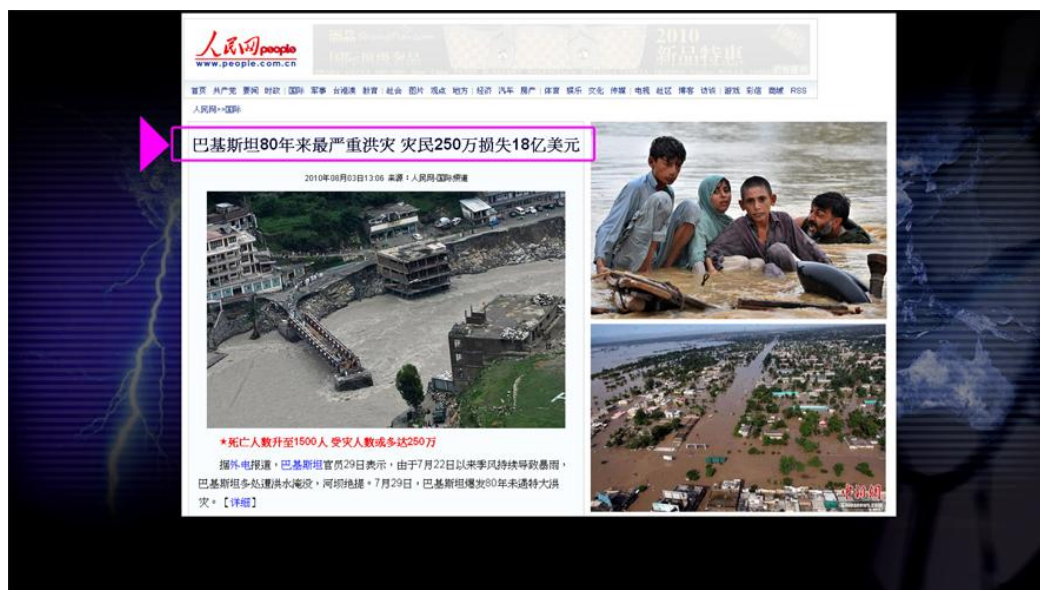 人民网 people
www.people.com.cn
2010
新品特惠
首页 共产党 要闻 时政 | 国际 军事 台港澳 教育 | 社会 图片 观点 地方 | 经济 汽车 房产 | 体育 娱乐 文化 传媒 | 电视 社区 博客 访谈 | 游戏 彩信 商城 RSS
人民网>>国际
巴基斯坦80年来最严重洪灾 灾民250万损失18亿美元
2010年08月03日13:06 来源:人民网-国际频道
★死亡人数升至1500人 受灾人数或多达250万
据外电报道,巴基斯坦官员29日表示,由于7月22日以来季风持续导致暴雨,
巴基斯坦多处遭洪水淹没,河坝绝提。7月29日,巴基斯坦爆发80年未遇特大洪
灾。【详细】
中新网
Chinanews.com